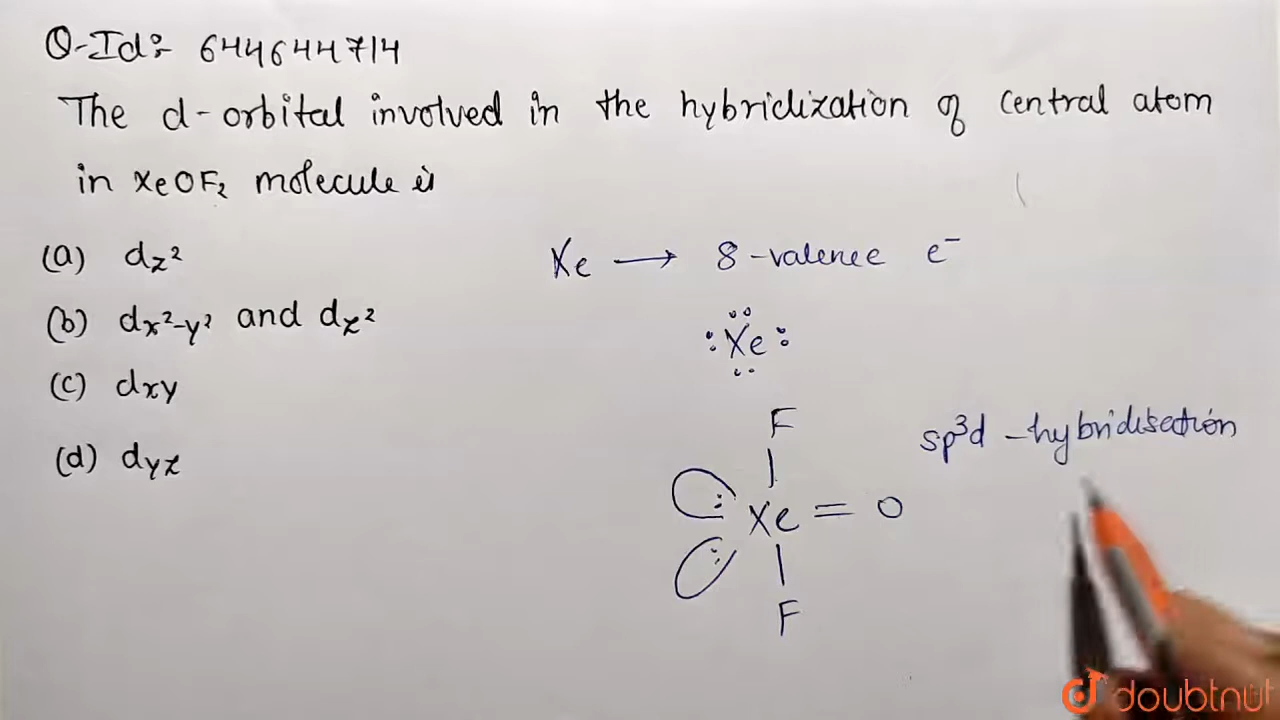 Q-Id:- 644644714
The d-orbital involved in the hybridization of central atom
in XeOF₂ molecule is
(a) dz²
(b) dx²-y² and dz²
(c) dxy
(d) dyz
Xe → 8-valence e⁻
Xe
F
sp³d -hybridisation
Xe = O
F
doubtnut